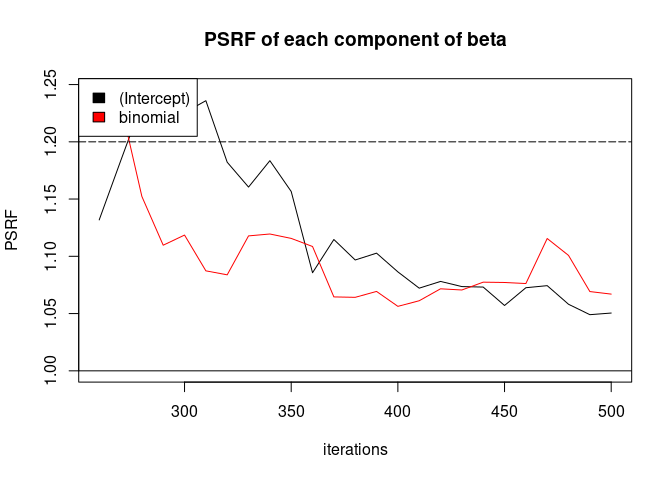 PSRF of each component of beta
(Intercept)
binomial
1.25
1.20
1.15
1.10
1.05
1.00
PSRF
300 350 400 450 500
iterations